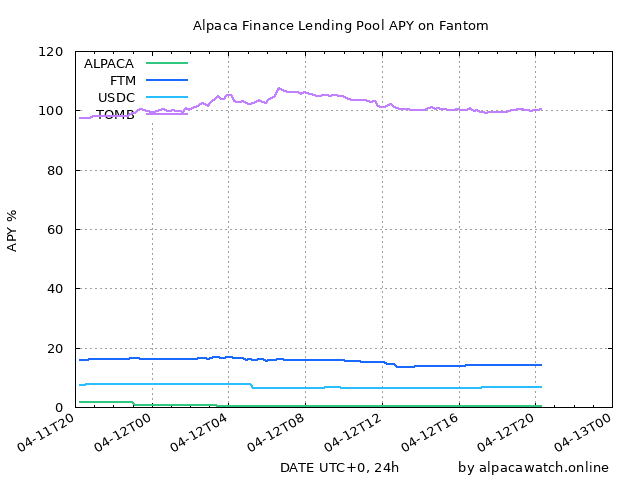 Alpaca Finance Lending Pool APY on Fantom
120
100
80
60
40
20
0
APY %
ALPACA
FTM
USDC
TOMB
04-11T20
04-12T00
04-12T04
04-12T08
04-12T12
04-12T16
04-12T20
04-13T00
DATE UTC+0, 24h
by alpacawatch.online